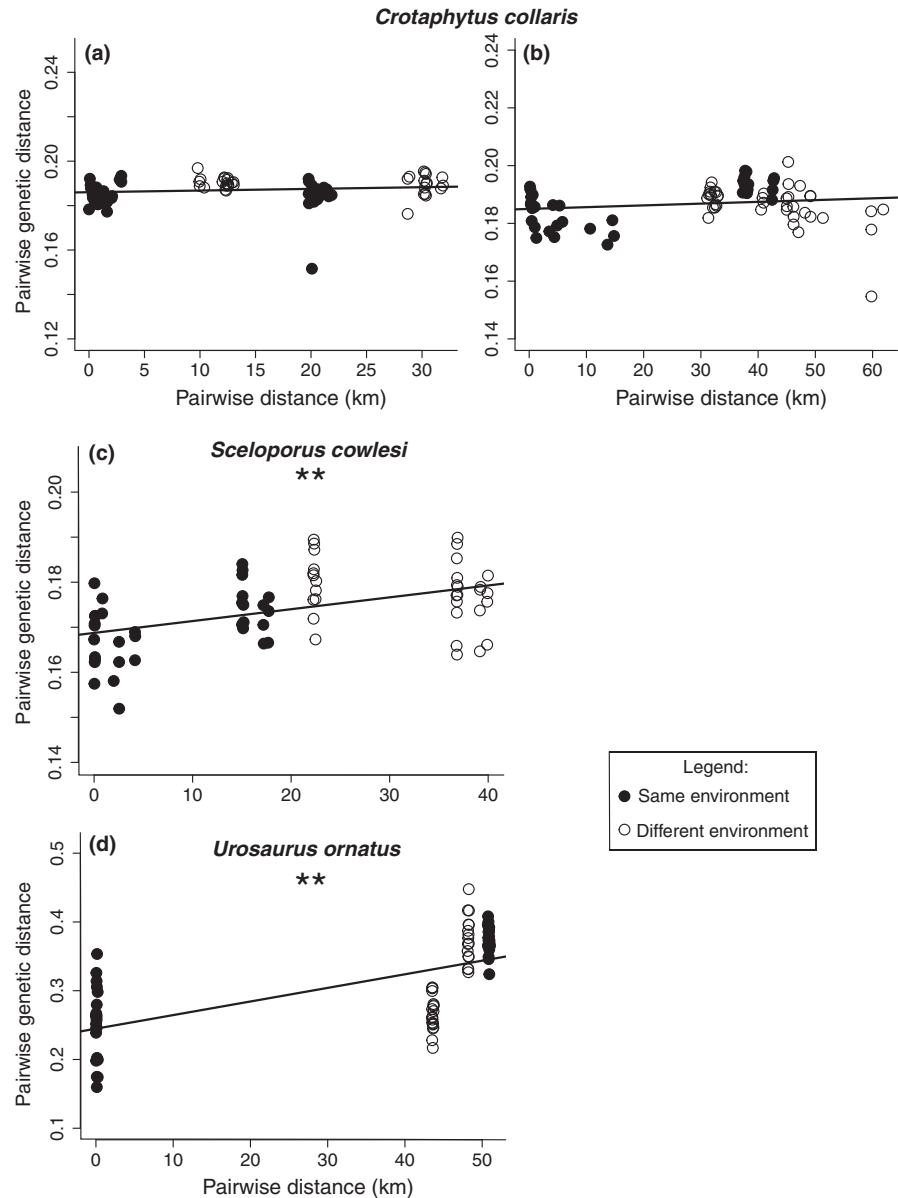 Crotaphytus collaris
(a)
(b)
Pairwise genetic distance
0.24
0.20
0.16
0.12
0 5 10 15 20 25 30
Pairwise distance (km)
0.24
0.22
0.20
0.18
0.16
0.14
0 10 20 30 40 50 60
Pairwise distance (km)
(c)
Sceloporus cowlesi
**
Pairwise genetic distance
0.20
0.18
0.16
0.14
0 10 20 30 40
Legend:
Same environment
Different environment
(d)
Urosaurus ornatus
**
Pairwise genetic distance
0.5
0.4
0.3
0.2
0.1
0 10 20 30 40 50
Pairwise distance (km)